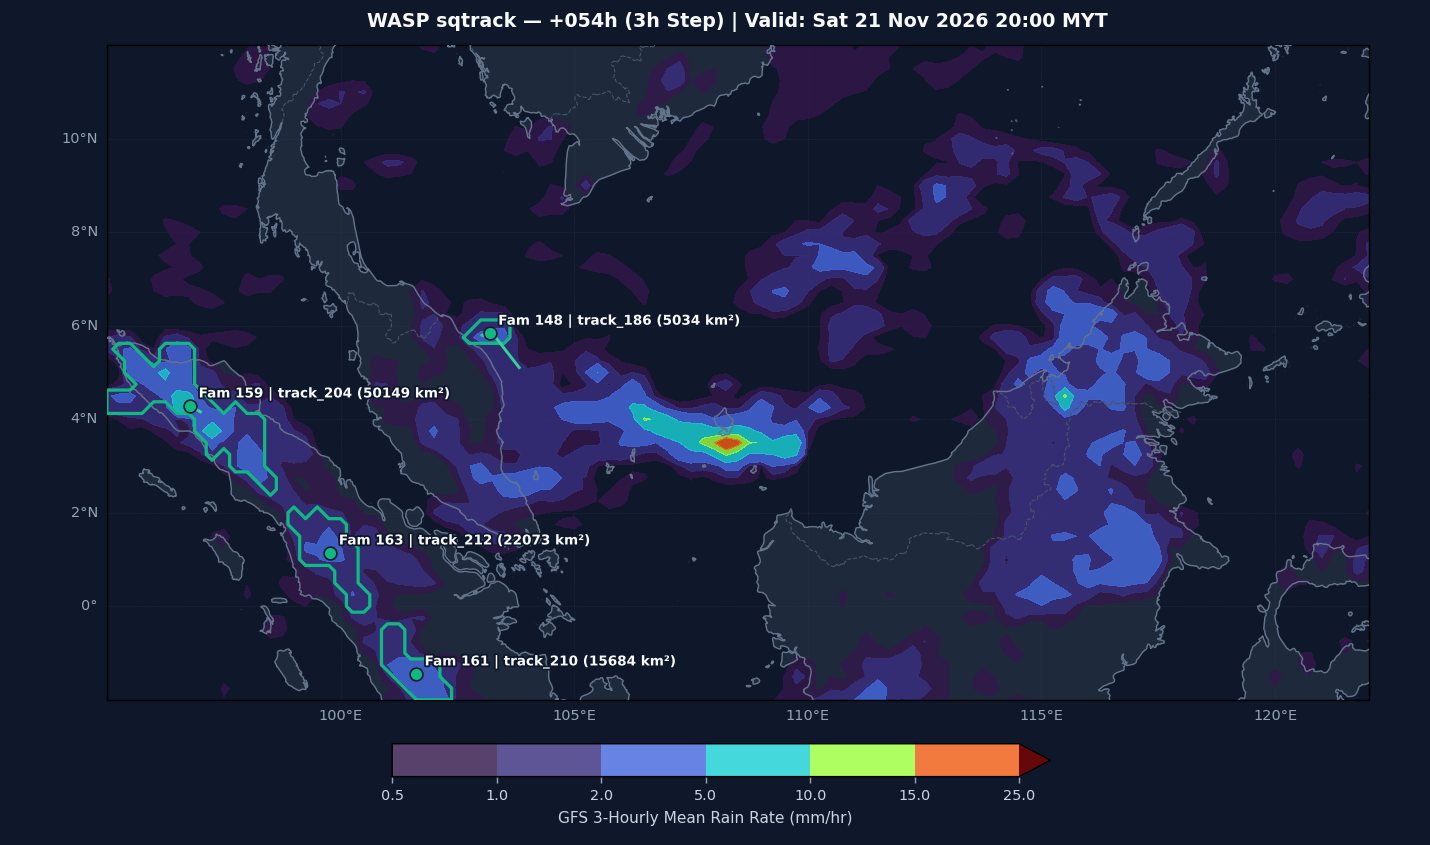 WASP sqtrack — +054h (3h Step) | Valid: Sat 21 Nov 2026 20:00 MYT
10°N
8°N
6°N
4°N
2°N
0°
Fam 148 | track_186 (5034 km²)
Fam 159 | track_204 (50149 km²)
Fam 163 | track_212 (22073 km²)
Fam 161 | track_210 (15684 km²)
100°E 105°E 110°E 115°E 120°E
0.5 1.0 2.0 5.0 10.0 15.0 25.0
GFS 3-Hourly Mean Rain Rate (mm/hr)